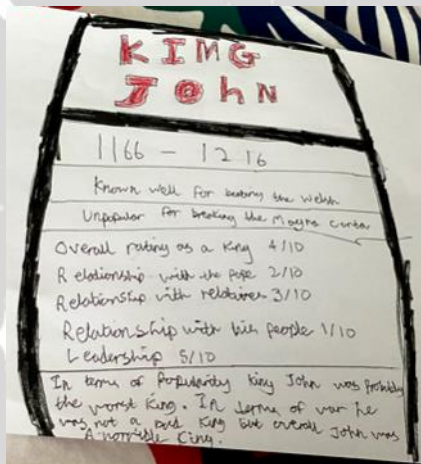 KIMG
JOhN
1166 - 1216
Known well for beating the Welsh
Unpopular for breaking the Magna Carta
Overall rating as a King 4/10
Relationship with the Pope 2/10
Relationship with relatives 3/10
Relationship with his people 1/10
Leadership 5/10
In terms of Popularity King John was Probably
the worst King. In terms of war he
was not a bad King but overall John was
A horrible King.